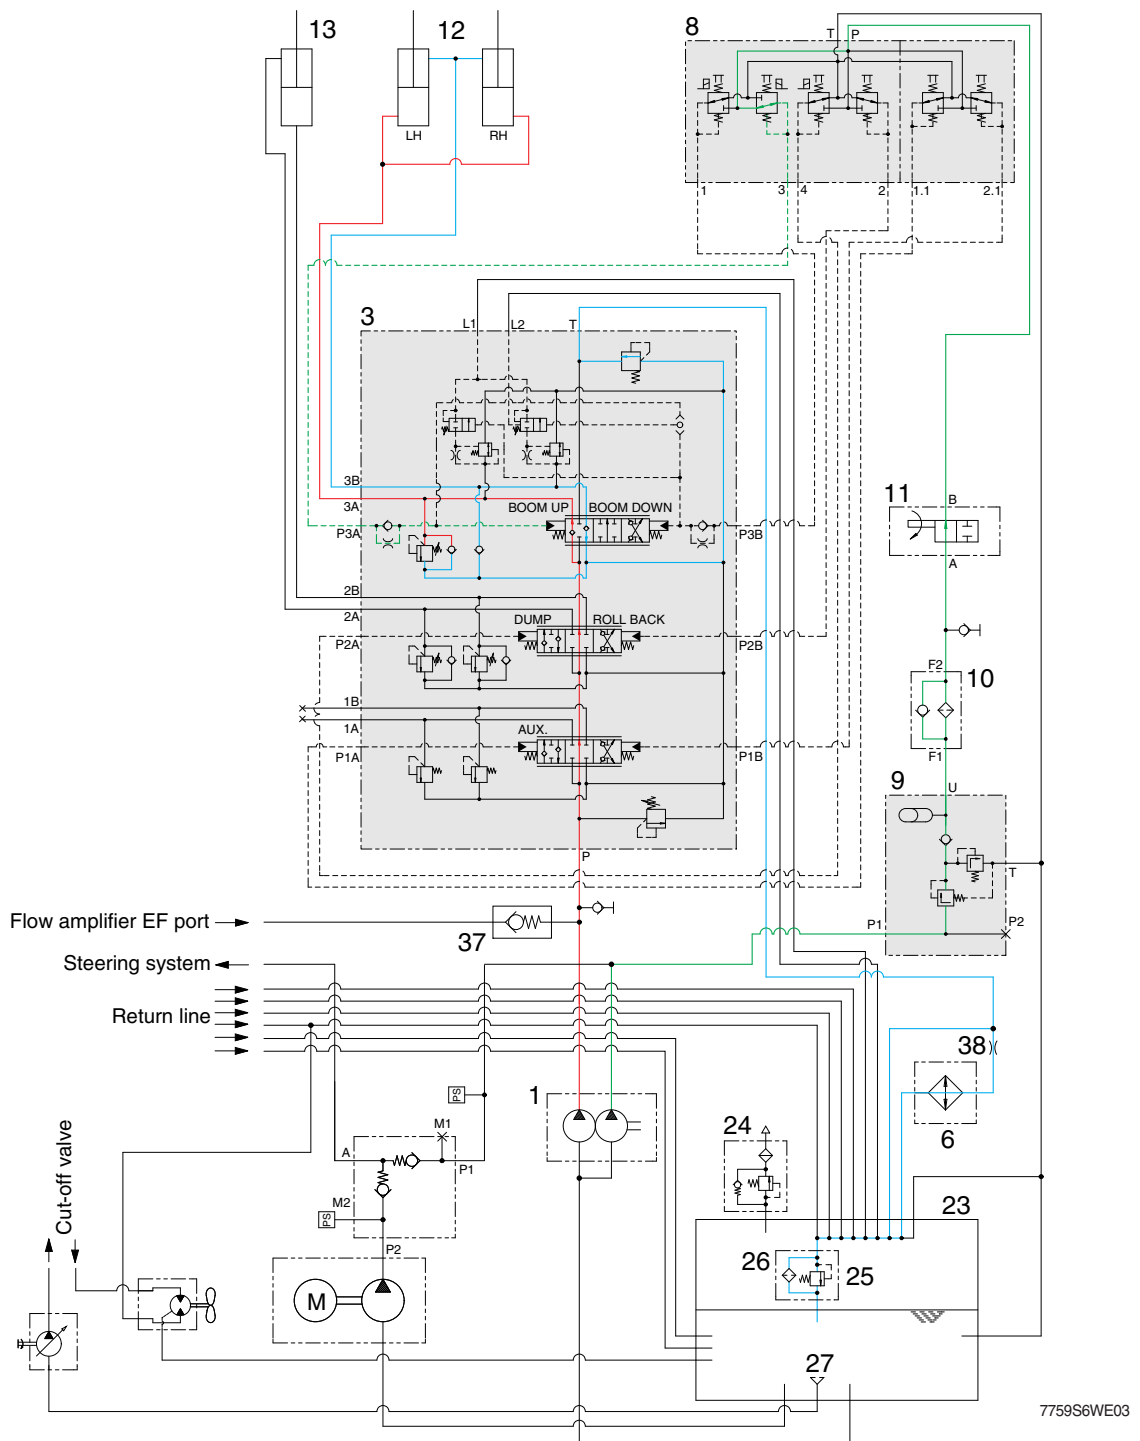 13
12
8
T P
LH
RH
1
3
4
2
1.1
2.1
3
L1
L2
T
3B
3A
P3A
BOOM UP
BOOM DOWN
P3B
11
B
A
2B
2A
P2A
DUMP
ROLL BACK
P2B
F2
10
F1
1B
1A
P1A
AUX.
P1B
9
U
T
P1
P2
P
Flow amplifier EF port
37
Steering system
Return line
38
6
1
PS
M1
A
P1
M2
PS
P2
24
23
26
25
27
Cut-off valve
M
7759S6WE03